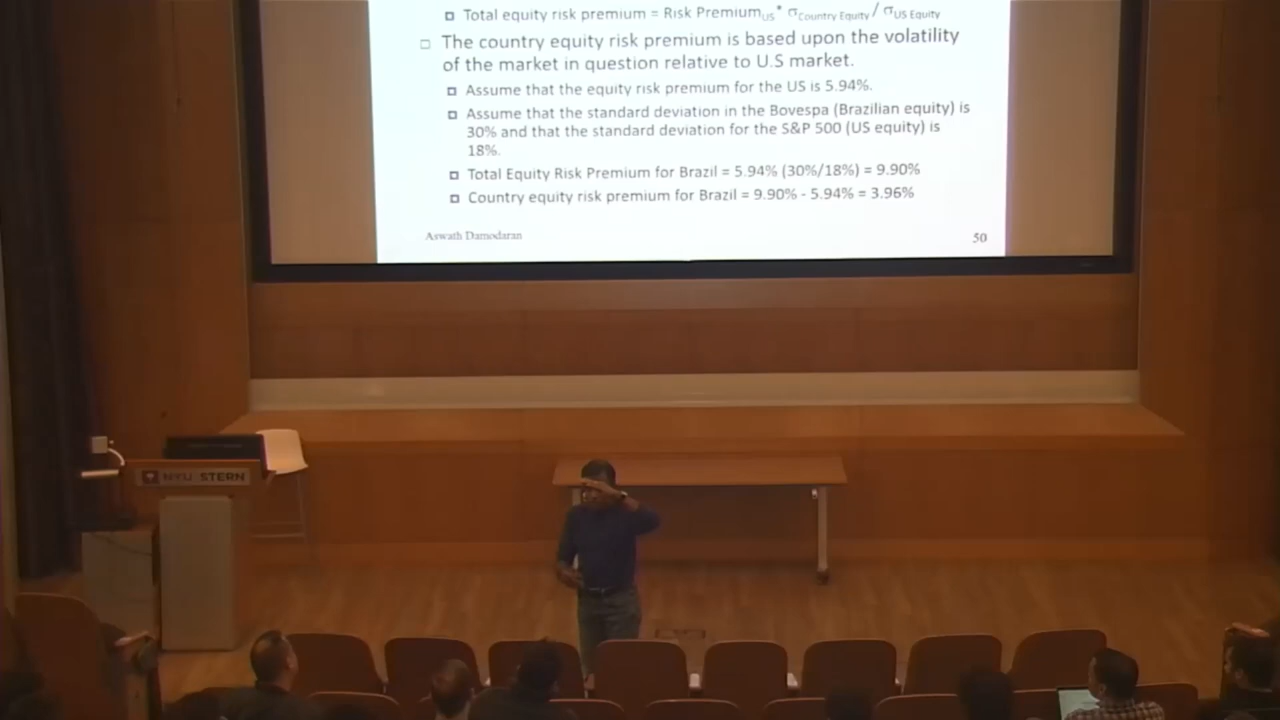 Total equity risk premium = Risk Premium_US* σ_Country Equity / σ_US Equity
The country equity risk premium is based upon the volatility
of the market in question relative to U.S market.
Assume that the equity risk premium for the US is 5.94%.
Assume that the standard deviation in the Bovespa (Brazilian equity) is
30% and that the standard deviation for the S&P 500 (US equity) is
18%.
Total Equity Risk Premium for Brazil = 5.94% (30%/18%) = 9.90%
Country equity risk premium for Brazil = 9.90% - 5.94% = 3.96%
Aswath Damodaran
50
NYU STERN